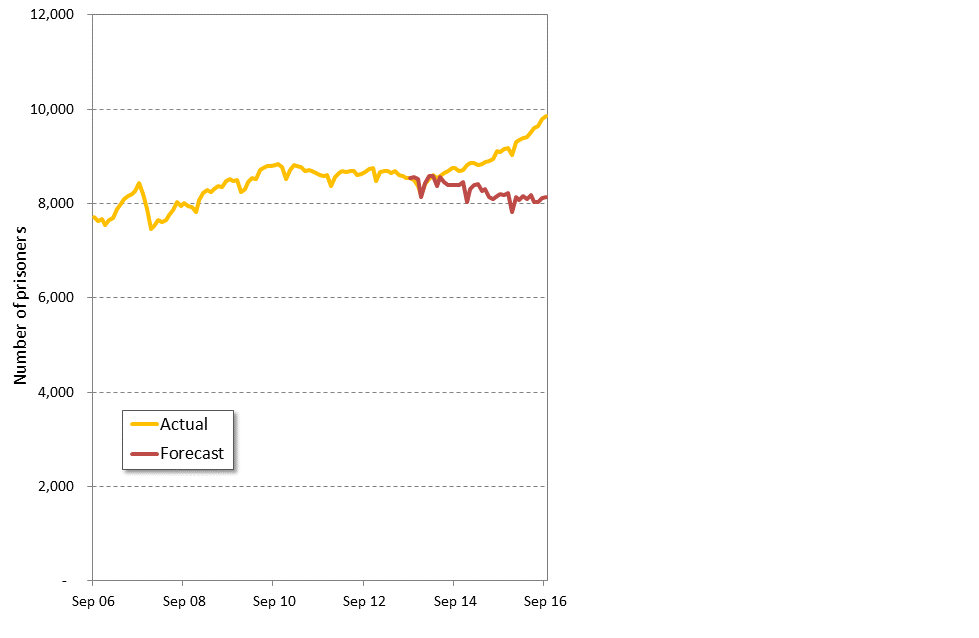 12,000
10,000
8,000
6,000
4,000
2,000
-
Number of prisoners
Actual
Forecast
Sep 06 Sep 08 Sep 10 Sep 12 Sep 14 Sep 16